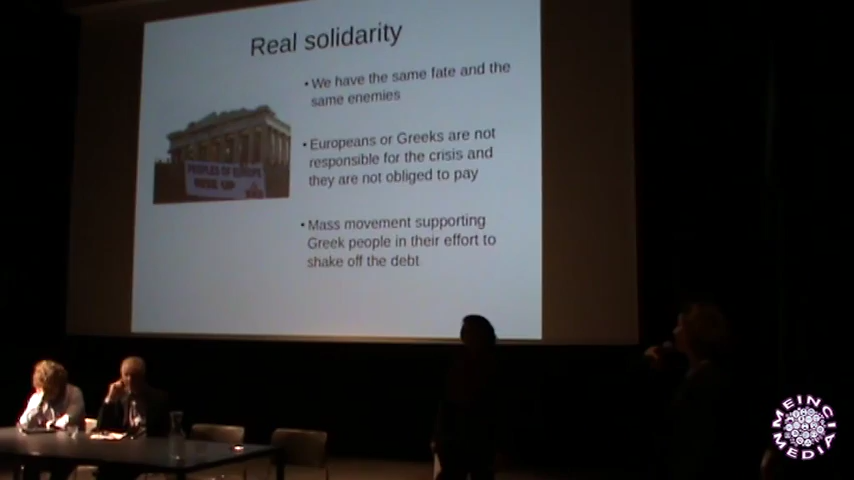 Real solidarity
• We have the same fate and the
same enemies
• Europeans or Greeks are not
responsible for the crisis and
they are not obliged to pay
• Mass movement supporting
Greek people in their effort to
shake off the debt
PEOPLES OF EUROPE
RISE UP
MEINCIA
MEDIA